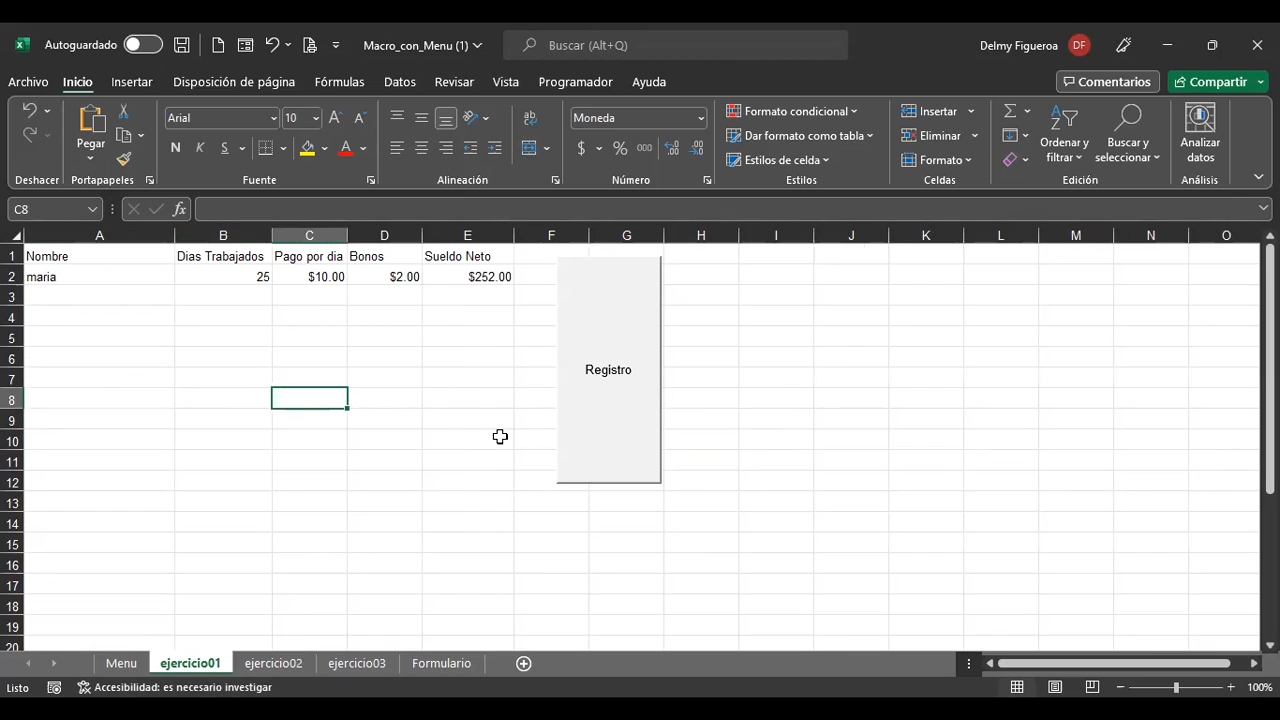 Autoguardado
Macro_con_Menu (1)
Buscar (Alt+Q)
Delmy Figueroa
DF
Archivo
Inicio
Insertar
Disposición de página
Fórmulas
Datos
Revisar
Vista
Programador
Ayuda
Comentarios
Compartir
Pegar
Arial
10
N
K
S
A
ab
Moneda
$ % 000
Formato condicional
Dar formato como tabla
Estilos de celda
Insertar
Eliminar
Formato
Ordenar y
filtrar
Buscar y
seleccionar
Analizar
datos
Deshacer
Portapapeles
Fuente
Alineación
Número
Estilos
Celdas
Edición
Análisis
C8
fx
A B C D E F G H I J K L M N O
1 Nombre Dias Trabajados Pago por dia Bonos Sueldo Neto
2 maria 25 $10.00 $2.00 $252.00
3
4
5
6
7
Registro
8
9
10
11
12
13
14
15
16
17
18
19
20
Menu
ejercicio01
ejercicio02
ejercicio03
Formulario
Listo
Accesibilidad: es necesario investigar
100%